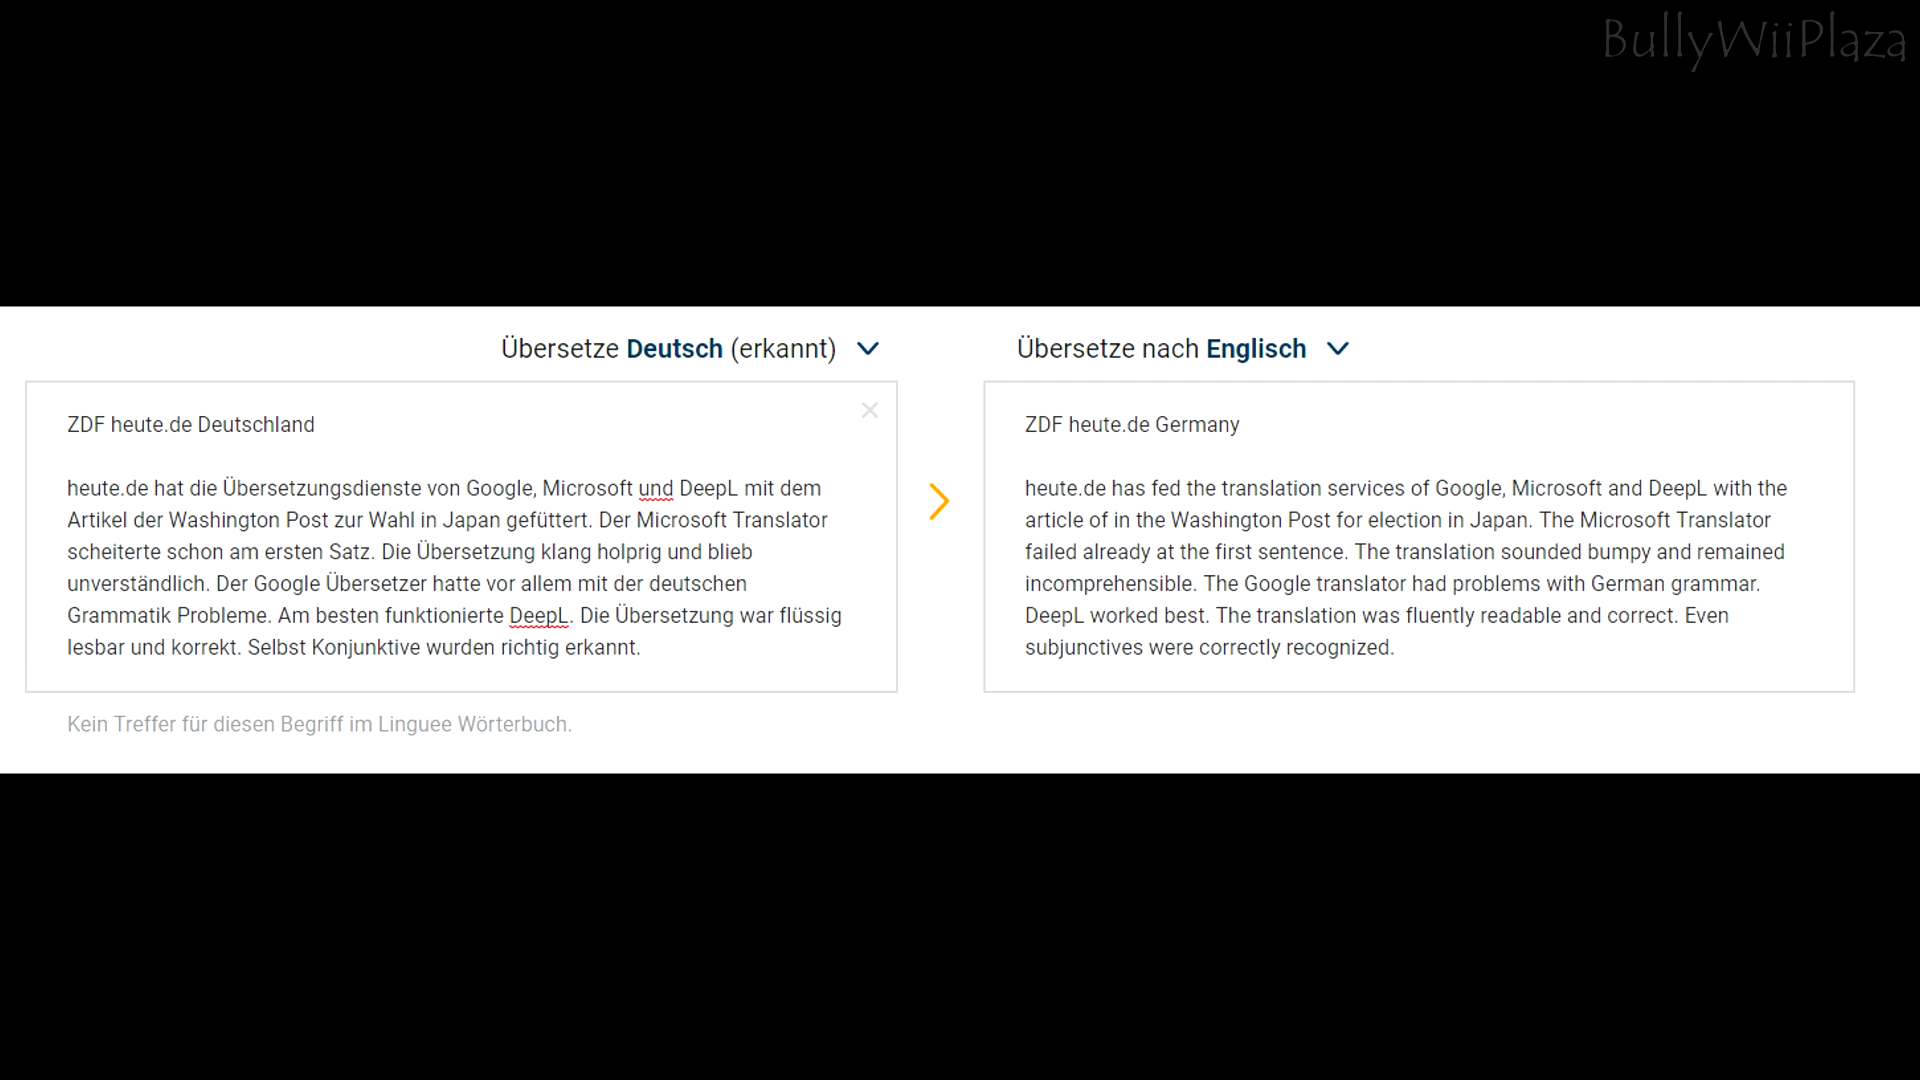 BullyWiiPlaza
Übersetze Deutsch (erkannt)
Übersetze nach Englisch
ZDF heute.de Deutschland
heute.de hat die Übersetzungsdienste von Google, Microsoft und DeepL mit dem
Artikel der Washington Post zur Wahl in Japan gefüttert. Der Microsoft Translator
scheiterte schon am ersten Satz. Die Übersetzung klang holprig und blieb
unverständlich. Der Google Übersetzer hatte vor allem mit der deutschen
Grammatik Probleme. Am besten funktionierte DeepL. Die Übersetzung war flüssig
lesbar und korrekt. Selbst Konjunktive wurden richtig erkannt.
Kein Treffer für diesen Begriff im Linguee Wörterbuch.
ZDF heute.de Germany
heute.de has fed the translation services of Google, Microsoft and DeepL with the
article of in the Washington Post for election in Japan. The Microsoft Translator
failed already at the first sentence. The translation sounded bumpy and remained
incomprehensible. The Google translator had problems with German grammar.
DeepL worked best. The translation was fluently readable and correct. Even
subjunctives were correctly recognized.